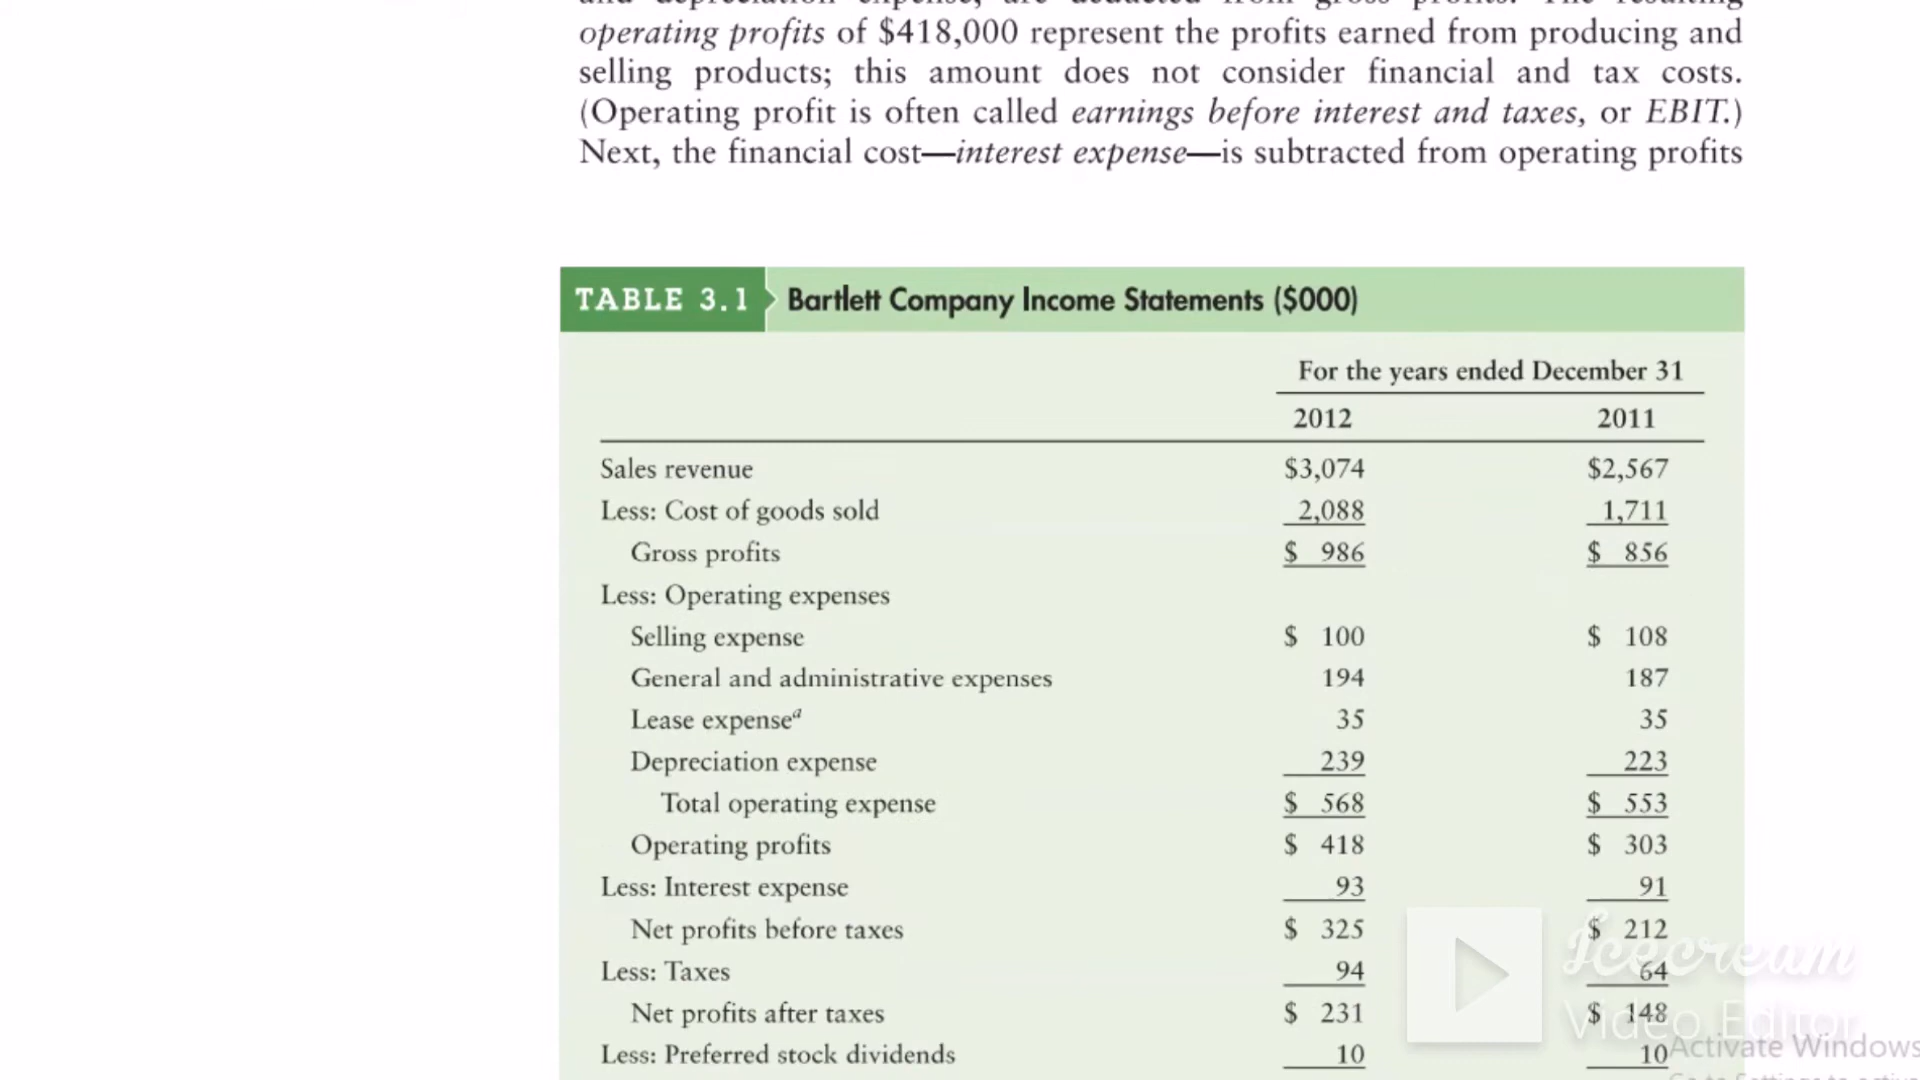 operating profits of $418,000 represent the profits earned from producing and
selling products; this amount does not consider financial and tax costs.
(Operating profit is often called earnings before interest and taxes, or EBIT.)
Next, the financial cost—interest expense—is subtracted from operating profits
TABLE 3.1 Bartlett Company Income Statements ($000)
For the years ended December 31
2012 2011
Sales revenue $3,074 $2,567
Less: Cost of goods sold 2,088 1,711
Gross profits $ 986 $ 856
Less: Operating expenses
Selling expense $ 100 $ 108
General and administrative expenses 194 187
Lease expenseᵃ 35 35
Depreciation expense 239 223
Total operating expense $ 568 $ 553
Operating profits $ 418 $ 303
Less: Interest expense 93 91
Net profits before taxes $ 325 $ 212
Less: Taxes 94 64
Net profits after taxes $ 231 $ 148
Less: Preferred stock dividends 10 10
Icecream
Video Editor
Activate Windows